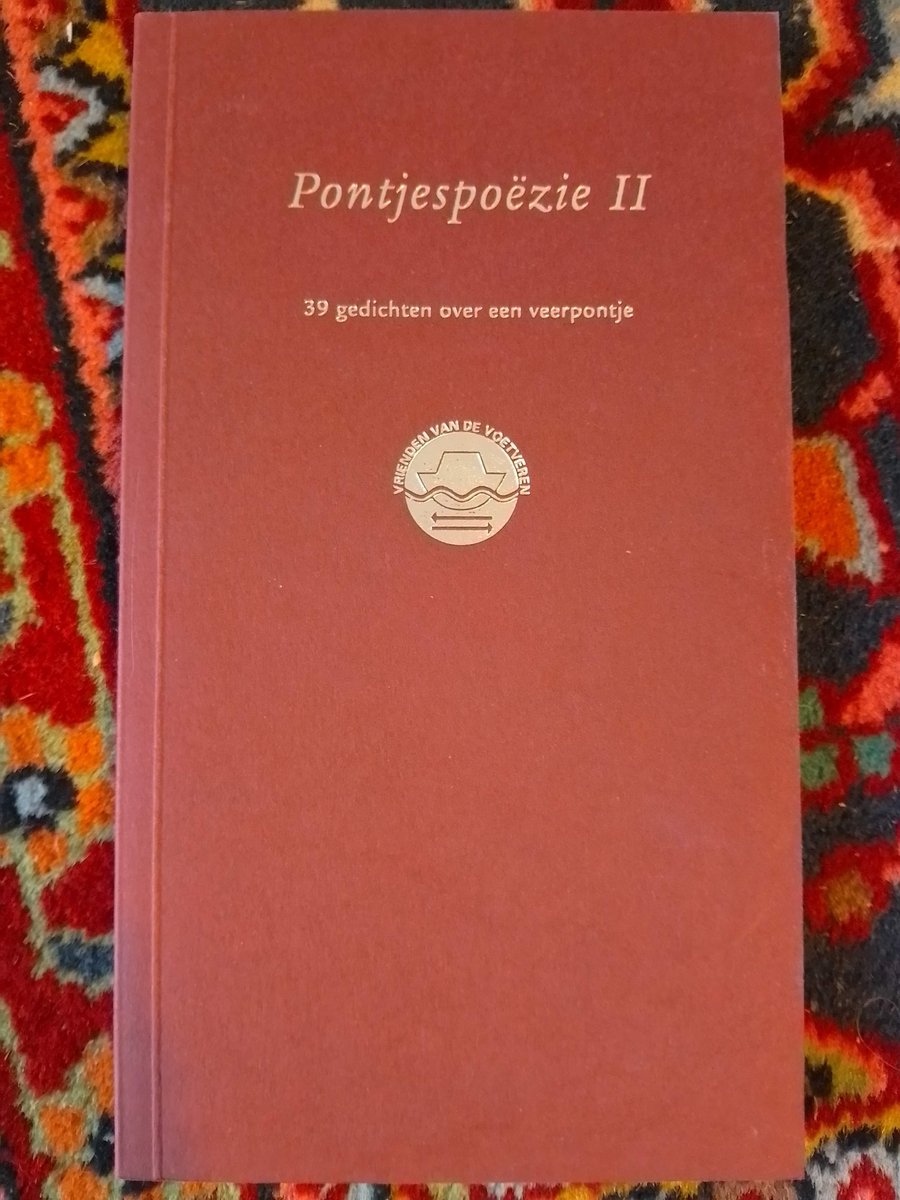 Pontjespoëzie II
39 gedichten over een veerpontje
VRIENDEN VAN DE VOETVEREN